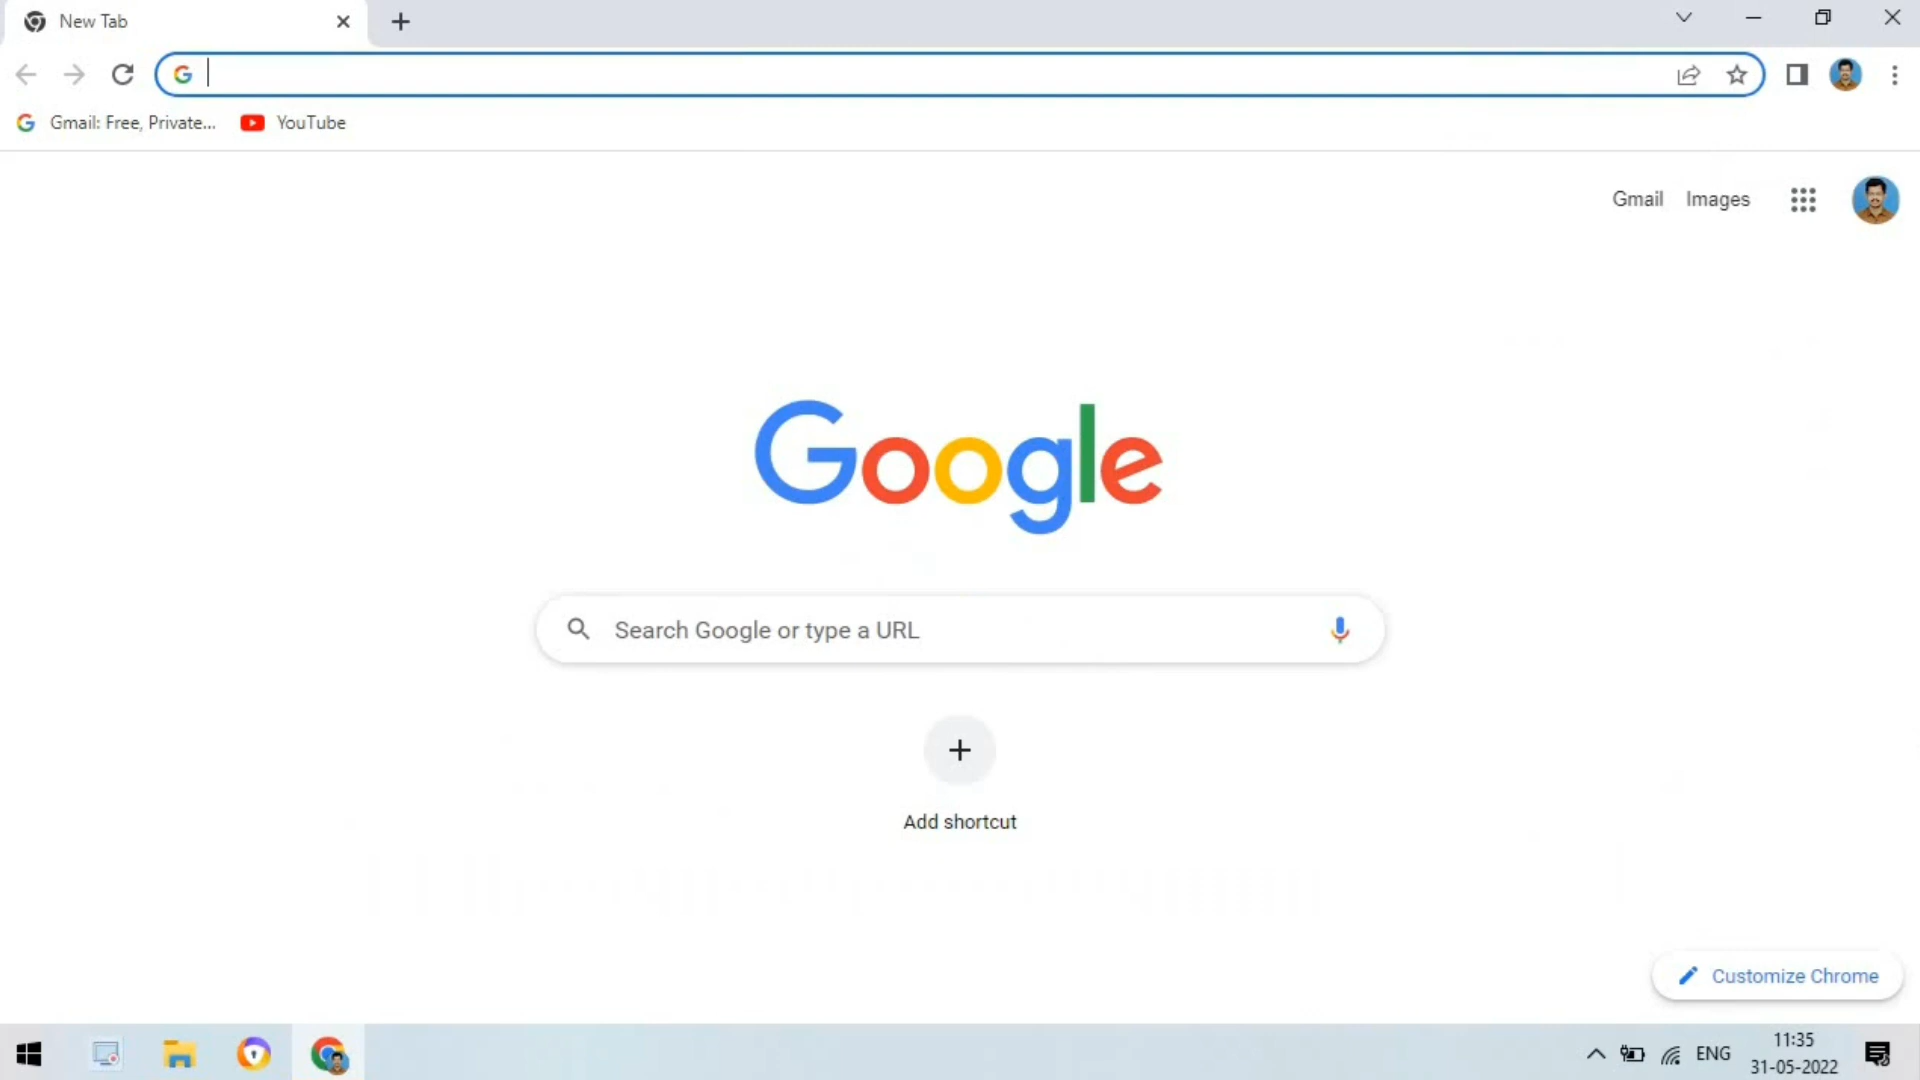 New Tab
Gmail: Free, Private...
YouTube
Gmail
Images
Google
Search Google or type a URL
Add shortcut
Customize Chrome
ENG
11:35
31-05-2022